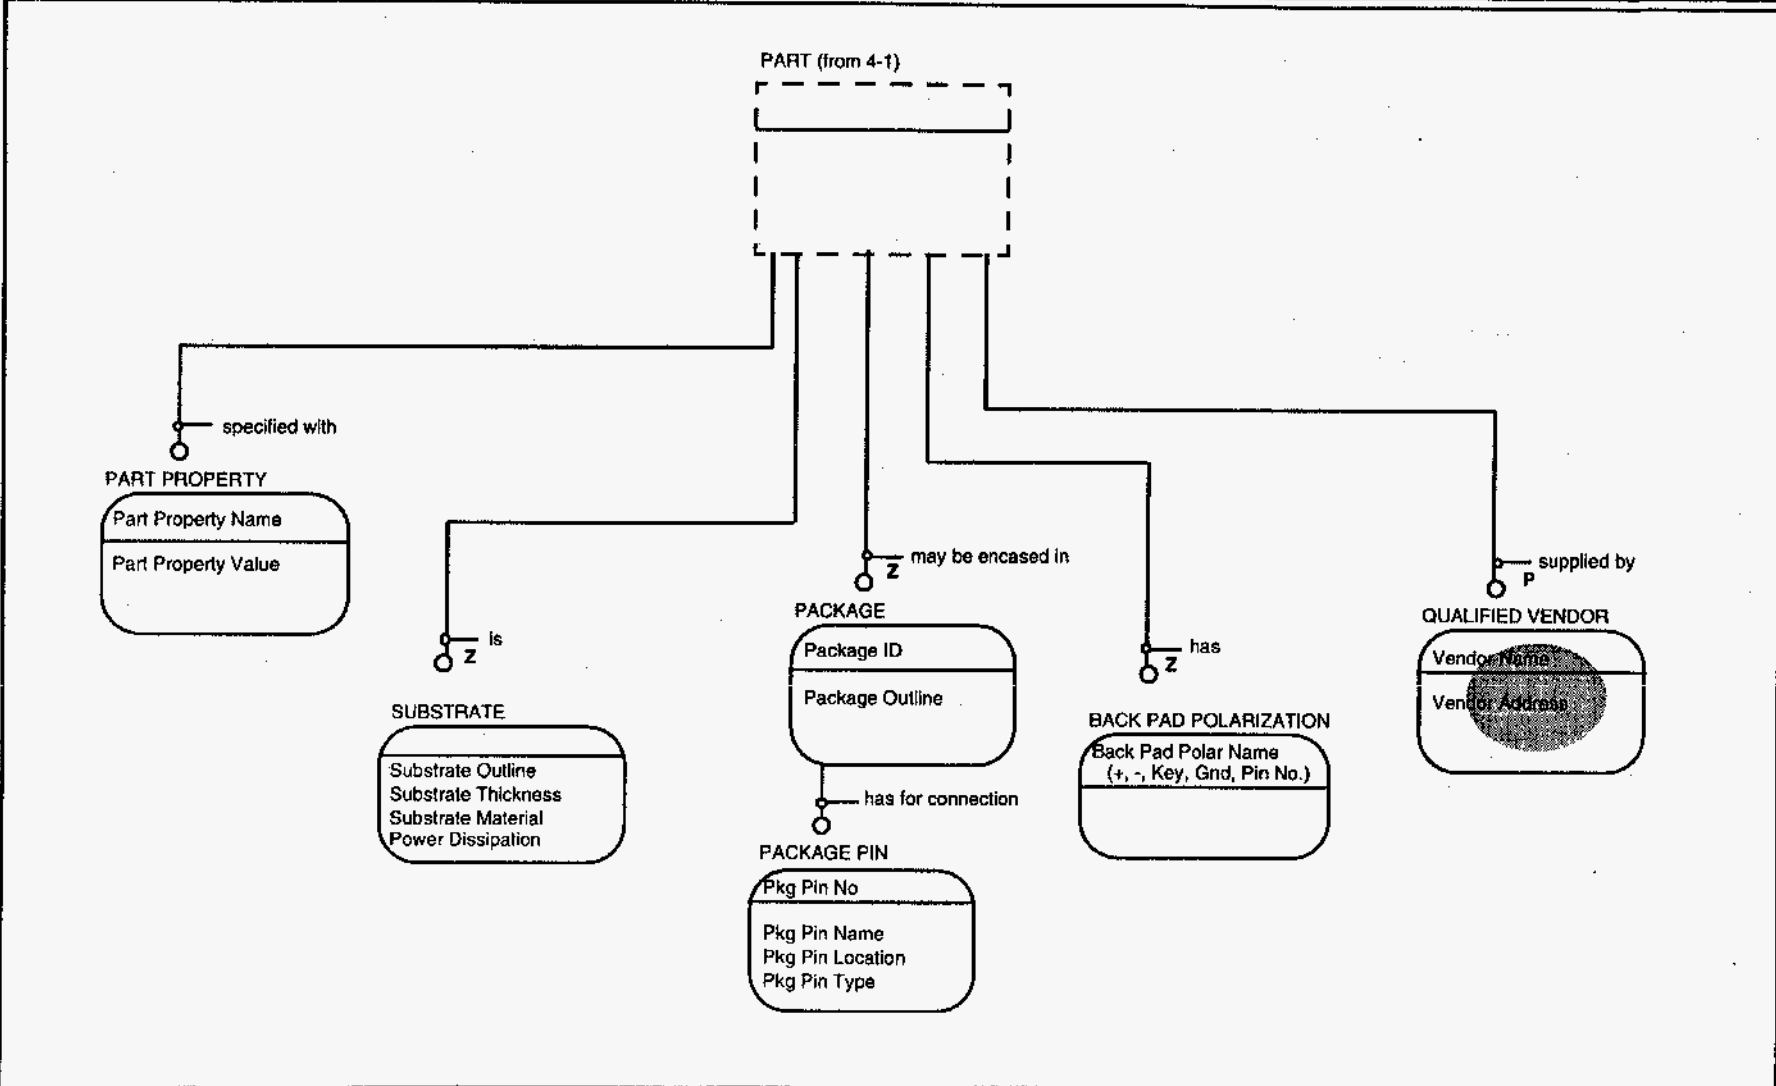 PART (from 4-1)
specified with
PART PROPERTY
Part Property Name
Part Property Value
is
Z
SUBSTRATE
Substrate Outline
Substrate Thickness
Substrate Material
Power Dissipation
may be encased in
Z
PACKAGE
Package ID
Package Outline
has for connection
PACKAGE PIN
Pkg Pin No
Pkg Pin Name
Pkg Pin Location
Pkg Pin Type
has
Z
BACK PAD POLARIZATION
Back Pad Polar Name
(+, -, Key, Gnd, Pin No.)
supplied by
P
QUALIFIED VENDOR
Vendor Name
Vendor Address